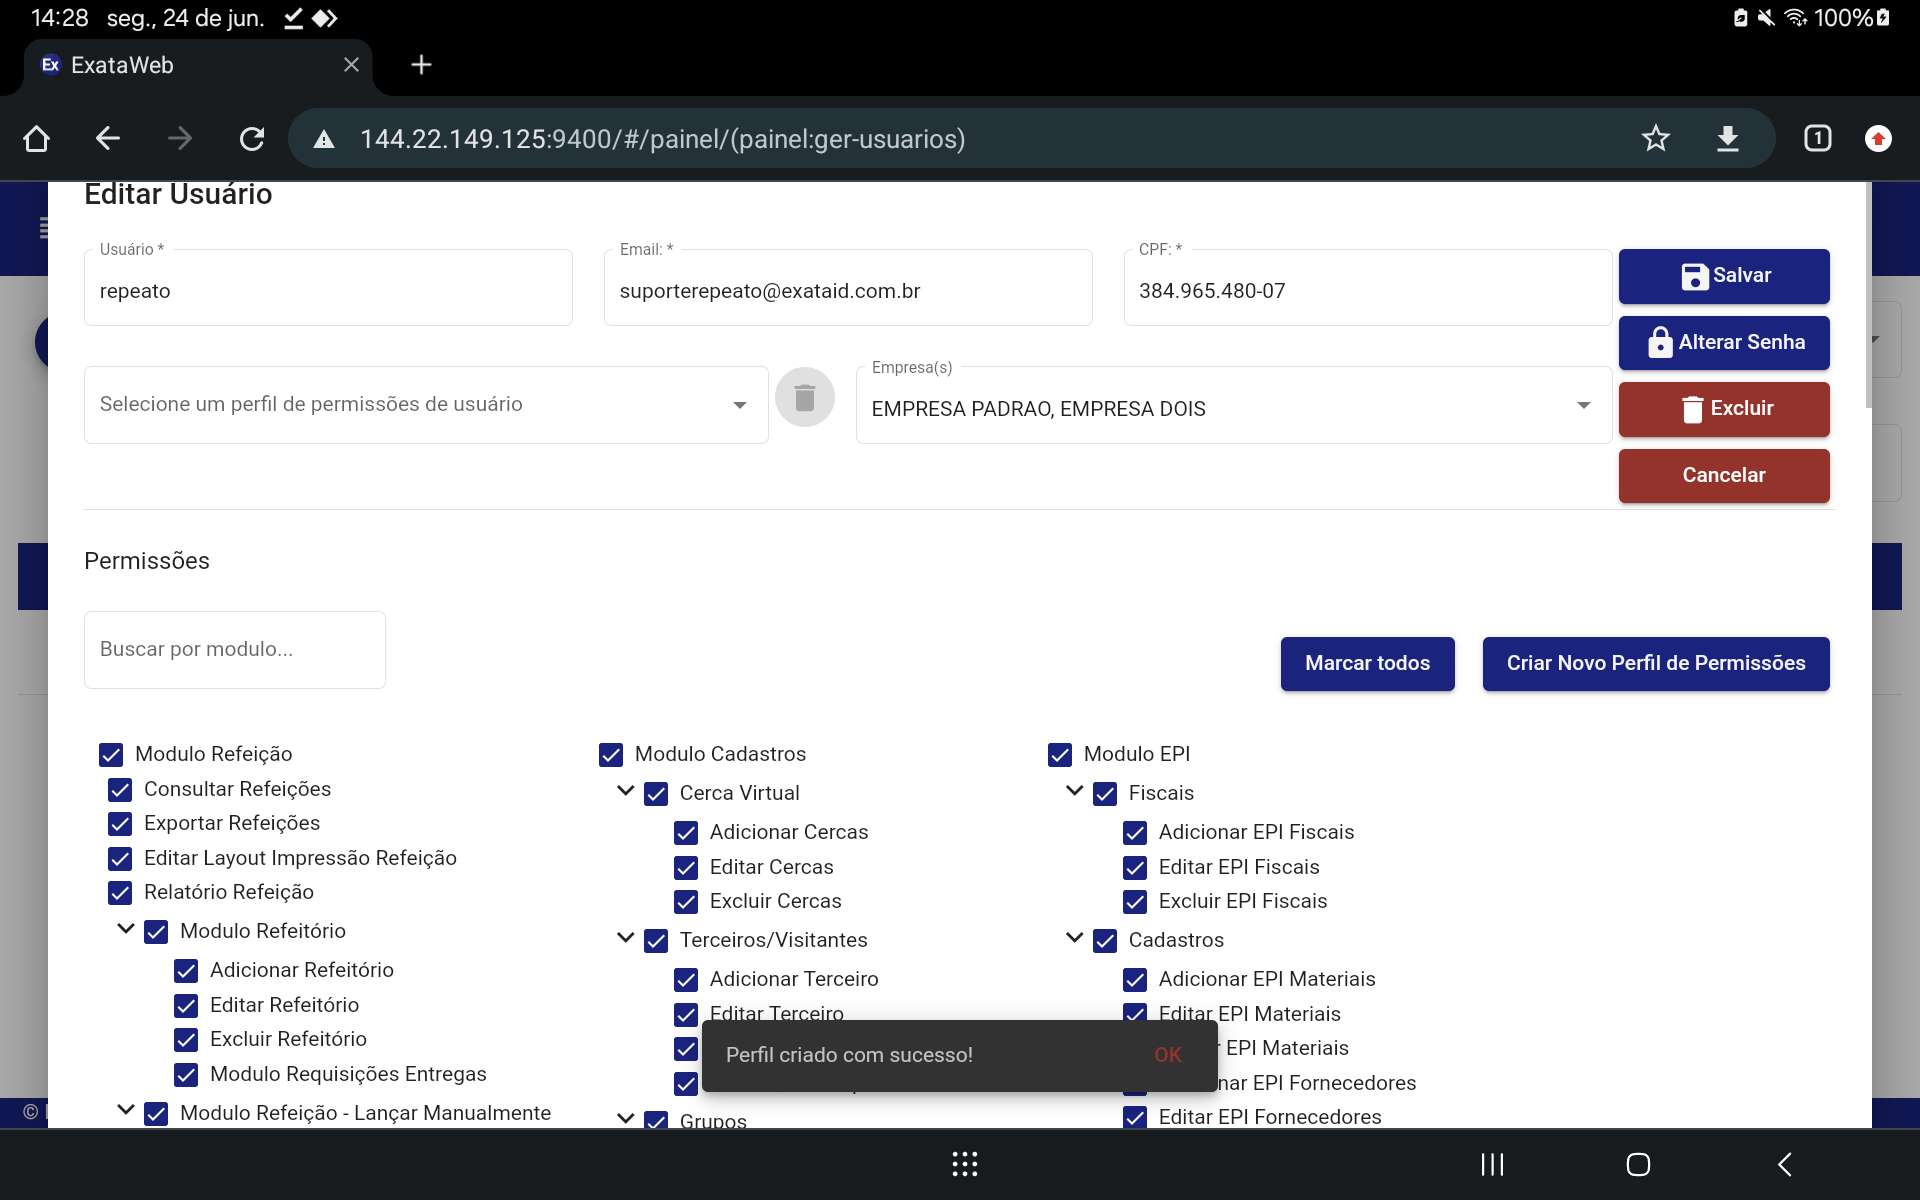 14:28 seg., 24 de jun. 100%
Ex ExataWeb
144.22.149.125:9400/#/painel/(painel:ger-usuarios) 1
Editar Usuário
Usuário * Email: * CPF: *
repeato suporterepeato@exataid.com.br 384.965.480-07 Salvar
Alterar Senha
Empresa(s)
Selecione um perfil de permissões de usuário EMPRESA PADRAO, EMPRESA DOIS Excluir
Cancelar
Permissões
Buscar por modulo... Marcar todos Criar Novo Perfil de Permissões
Modulo Refeição Modulo Cadastros Modulo EPI
Consultar Refeições Cerca Virtual Fiscais
Exportar Refeições Adicionar Cercas Adicionar EPI Fiscais
Editar Layout Impressão Refeição Editar Cercas Editar EPI Fiscais
Relatório Refeição Excluir Cercas Excluir EPI Fiscais
Modulo Refeitório Terceiros/Visitantes Cadastros
Adicionar Refeitório Adicionar Terceiro Adicionar EPI Materiais
Editar Refeitório Editar Terceiro Editar EPI Materiais
Excluir Refeitório EPI Materiais
Perfil criado com sucesso! OK
Modulo Requisições Entregas nar EPI Fornecedores
Modulo Refeição - Lançar Manualmente Grupos Editar EPI Fornecedores
©